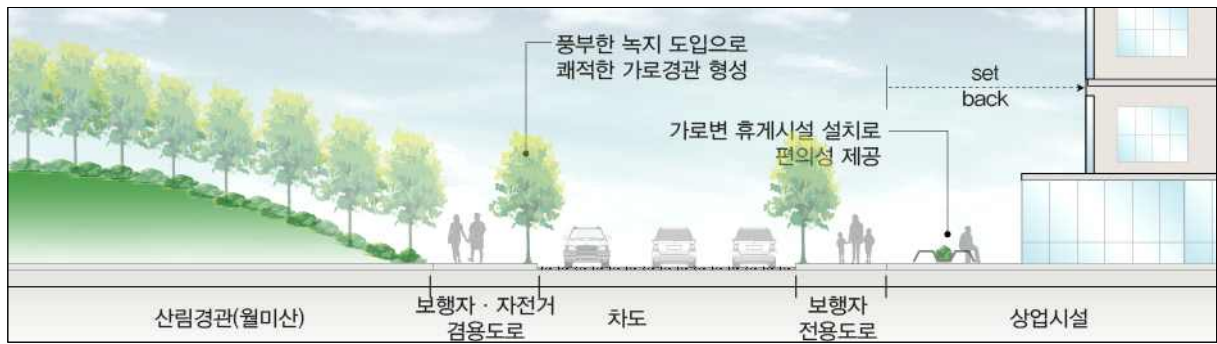 풍부한 녹지 도입으로
쾌적한 가로경관 형성
set
back
가로변 휴게시설 설치로
편의성 제공
산림경관(월미산)
보행자 · 자전거
겸용도로
차도
보행자
전용도로
상업시설